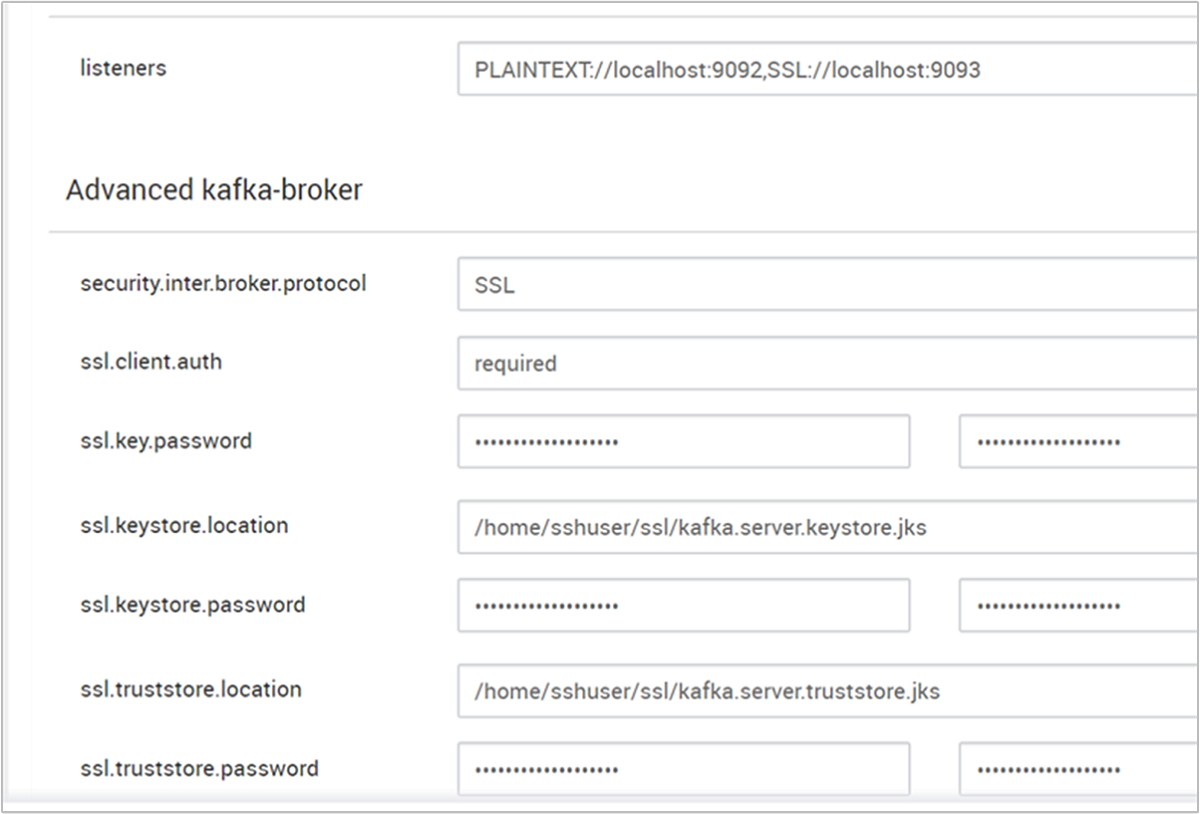 listeners PLAINTEXT://localhost:9092,SSL://localhost:9093
Advanced kafka-broker
security.inter.broker.protocol SSL
ssl.client.auth required
ssl.key.password ••••••••••••••••••• •••••••••••••••••••
ssl.keystore.location /home/sshuser/ssl/kafka.server.keystore.jks
ssl.keystore.password ••••••••••••••••••• •••••••••••••••••••
ssl.truststore.location /home/sshuser/ssl/kafka.server.truststore.jks
ssl.truststore.password ••••••••••••••••••• •••••••••••••••••••